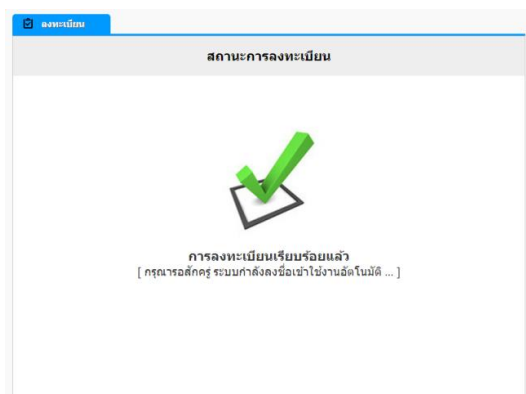 ลงทะเบียน
สถานะการลงทะเบียน
การลงทะเบียนเรียบร้อยแล้ว
[ กรุณารอสักครู่ ระบบกำลังลงชื่อเข้าใช้งานอัตโนมัติ ... ]